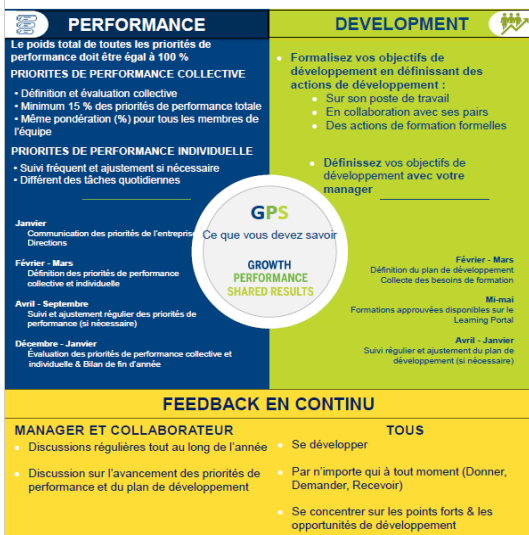 PERFORMANCE
Le poids total de toutes les priorités de
performance doit être égal à 100 %
PRIORITES DE PERFORMANCE COLLECTIVE
• Définition et évaluation collective
• Minimum 15 % des priorités de performance totale
• Même pondération (%) pour tous les membres de
l'équipe
PRIORITES DE PERFORMANCE INDIVIDUELLE
• Suivi fréquent et ajustement si nécessaire
• Différent des tâches quotidiennes
Janvier
Communication des priorités de l'entreprise
Directions
Février - Mars
Définition des priorités de performance
collective et individuelle
Avril - Septembre
Suivi et ajustement régulier des priorités de
performance (si nécessaire)
Décembre - Janvier
Évaluation des priorités de performance collective et
individuelle & Bilan de fin d'année
DEVELOPMENT
• Formalisez vos objectifs de
développement en définissant des
actions de développement :
• Sur son poste de travail
• En collaboration avec ses pairs
• Des actions de formation formelles
• Définissez vos objectifs de
développement avec votre
manager
Février - Mars
Définition du plan de développement
Collecte des besoins de formation
Mi-mai
Formations approuvées disponibles sur le
Learning Portal
Avril - Janvier
Suivi régulier et ajustement du plan de
développement (si nécessaire)
GPS
Ce que vous devez savoir
GROWTH
PERFORMANCE
SHARED RESULTS
FEEDBACK EN CONTINU
MANAGER ET COLLABORATEUR
• Discussions régulières tout au long de l'année
• Discussion sur l'avancement des priorités de
performance et du plan de développement
TOUS
• Se développer
• Par n'importe qui à tout moment (Donner,
Demander, Recevoir)
• Se concentrer sur les points forts & les
opportunités de développement